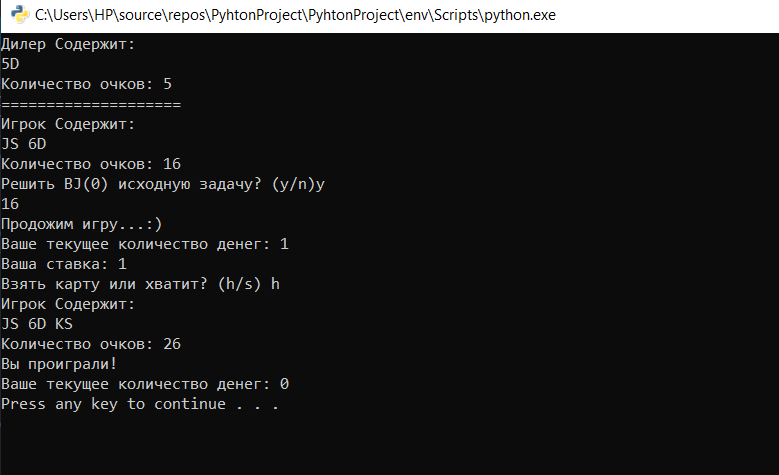 C:\Users\HP\source\repos\PyhtonProject\PyhtonProject\env\Scripts\python.exe
Дилер Содержит:
5D
Количество очков: 5
====================
Игрок Содержит:
JS 6D
Количество очков: 16
Решить BJ(0) исходную задачу? (y/n)y
16
Продожим игру...:)
Ваше текущее количество денег: 1
Ваша ставка: 1
Взять карту или хватит? (h/s) h
Игрок Содержит:
JS 6D KS
Количество очков: 26
Вы проиграли!
Ваше текущее количество денег: 0
Press any key to continue . . .